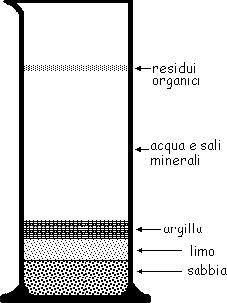 residui
organici
acqua e sali
minerali
argilla
limo
sabbia